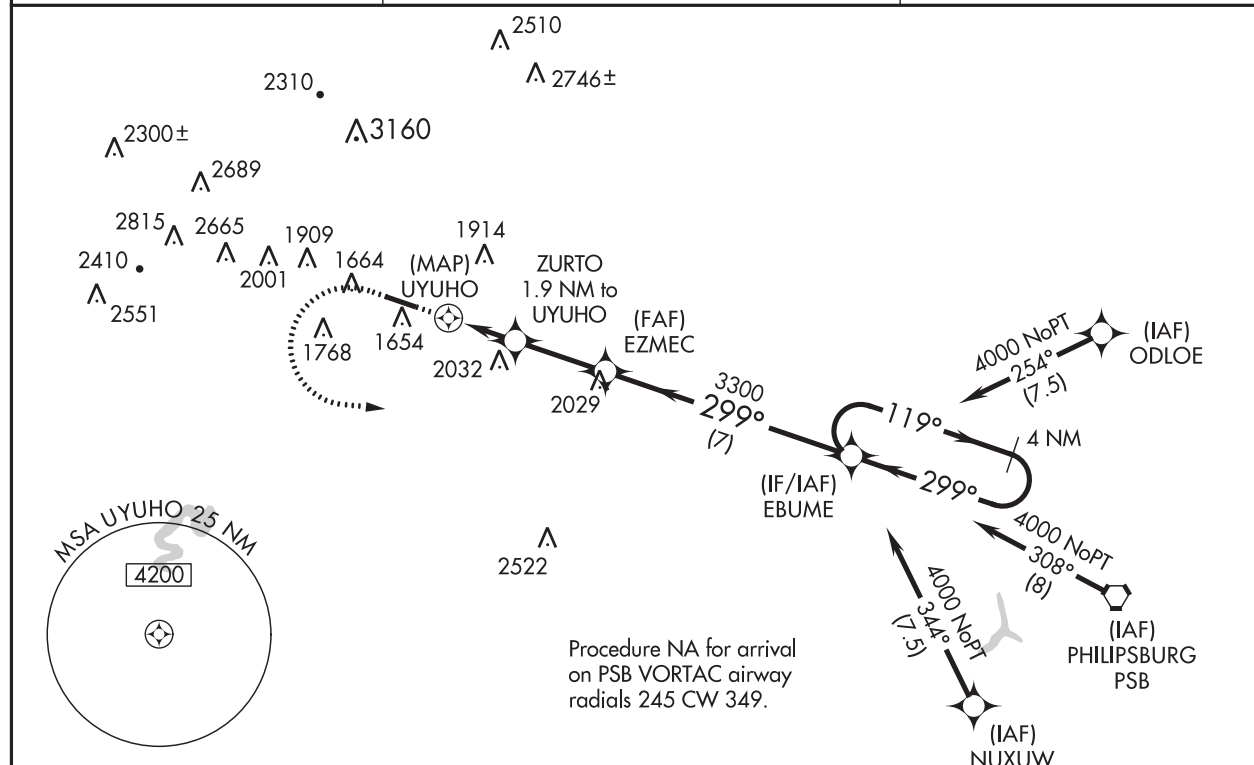 2510
2746±
2310
3160
2300±
2689
2815
2665
1909
1914
2410
2001
1664
(MAP)
UYUHO
ZURTO
1.9 NM to
UYUHO
2551
(FAF)
EZMEC
1768
1654
2032
2029
4000 NoPT
254°
(7.5)
(IAF)
ODLOE
3300
299°
(7)
119°
4 NM
299°
(IF/IAF)
EBUME
MSA UYUHO 25 NM
4200
2522
4000 NoPT
308°
(8)
4000 NoPT
344°
(7.5)
(IAF)
PHILIPSBURG
PSB
Procedure NA for arrival
on PSB VORTAC airway
radials 245 CW 349.
(IAF)
NUXUW